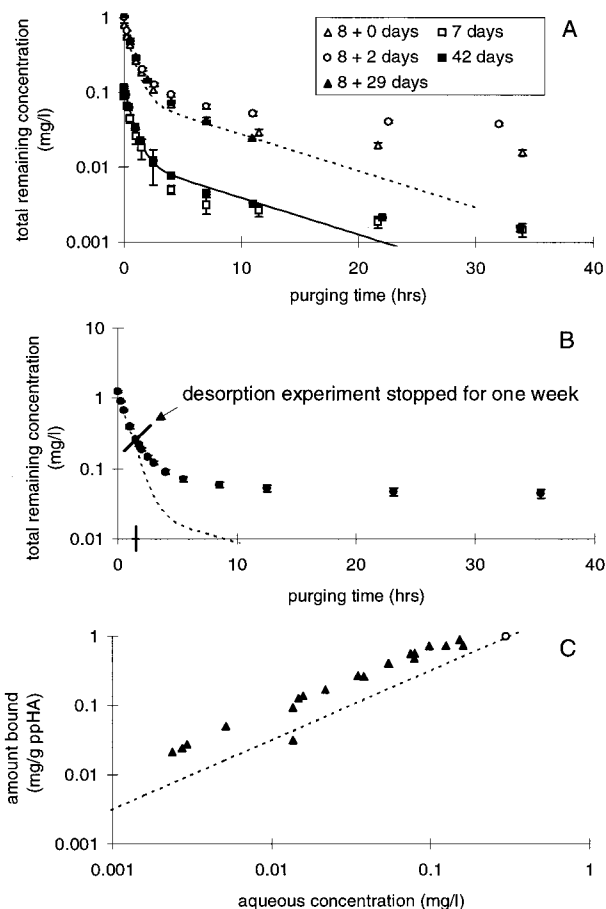 A
△ 8 + 0 days □ 7 days
○ 8 + 2 days ■ 42 days
▲ 8 + 29 days
total remaining concentration
(mg/l)
1
0.1
0.01
0.001
0 10 20 30 40
purging time (hrs)
B
desorption experiment stopped for one week
total remaining concentration
(mg/l)
10
1
0.1
0.01
0 10 20 30 40
purging time (hrs)
C
amount bound
(mg/g ppHA)
1
0.1
0.01
0.001
0.001 0.01 0.1 1
aqueous concentration (mg/l)